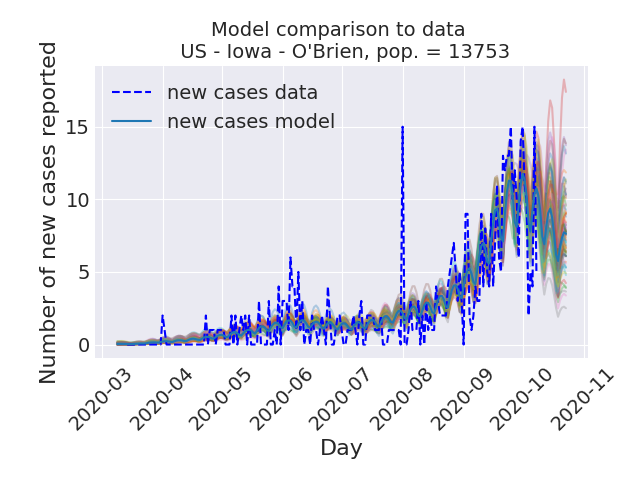 Model comparison to data
US - Iowa - O'Brien, pop. = 13753
Number of new cases reported
new cases data
new cases model
15
10
5
0
2020-03
2020-04
2020-05
2020-06
2020-07
2020-08
2020-09
2020-10
2020-11
Day